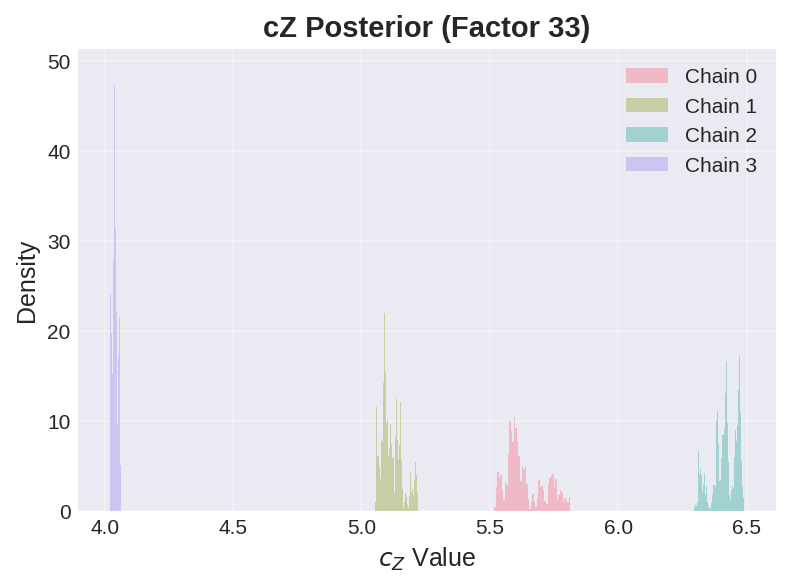 cZ Posterior (Factor 33)
50
40
30
20
10
0
Density
Chain 0
Chain 1
Chain 2
Chain 3
4.0 4.5 5.0 5.5 6.0 6.5
c_Z Value